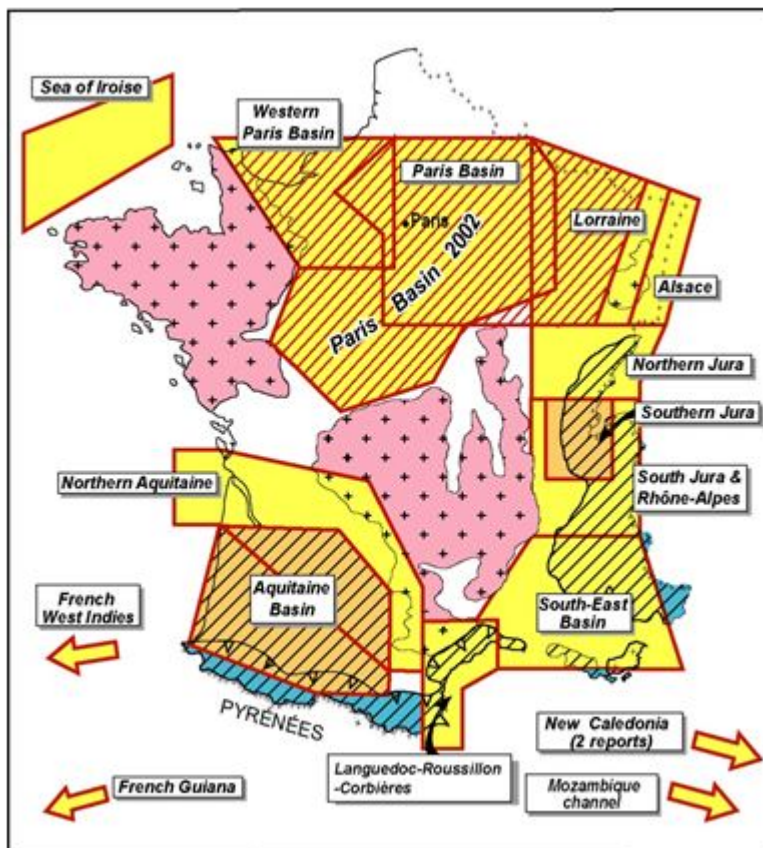 Sea of Iroise
Western
Paris Basin
Paris Basin
Paris
Lorraine
Paris Basin 2002
Alsace
Northern Jura
Southern Jura
South Jura &
Rhône-Alpes
Northern Aquitaine
Aquitaine
Basin
South-East
Basin
French
West Indies
PYRÉNÉES
New Caledonia
(2 reports)
Languedoc-Roussillon
-Corbières
French Guiana
Mozambique
channel